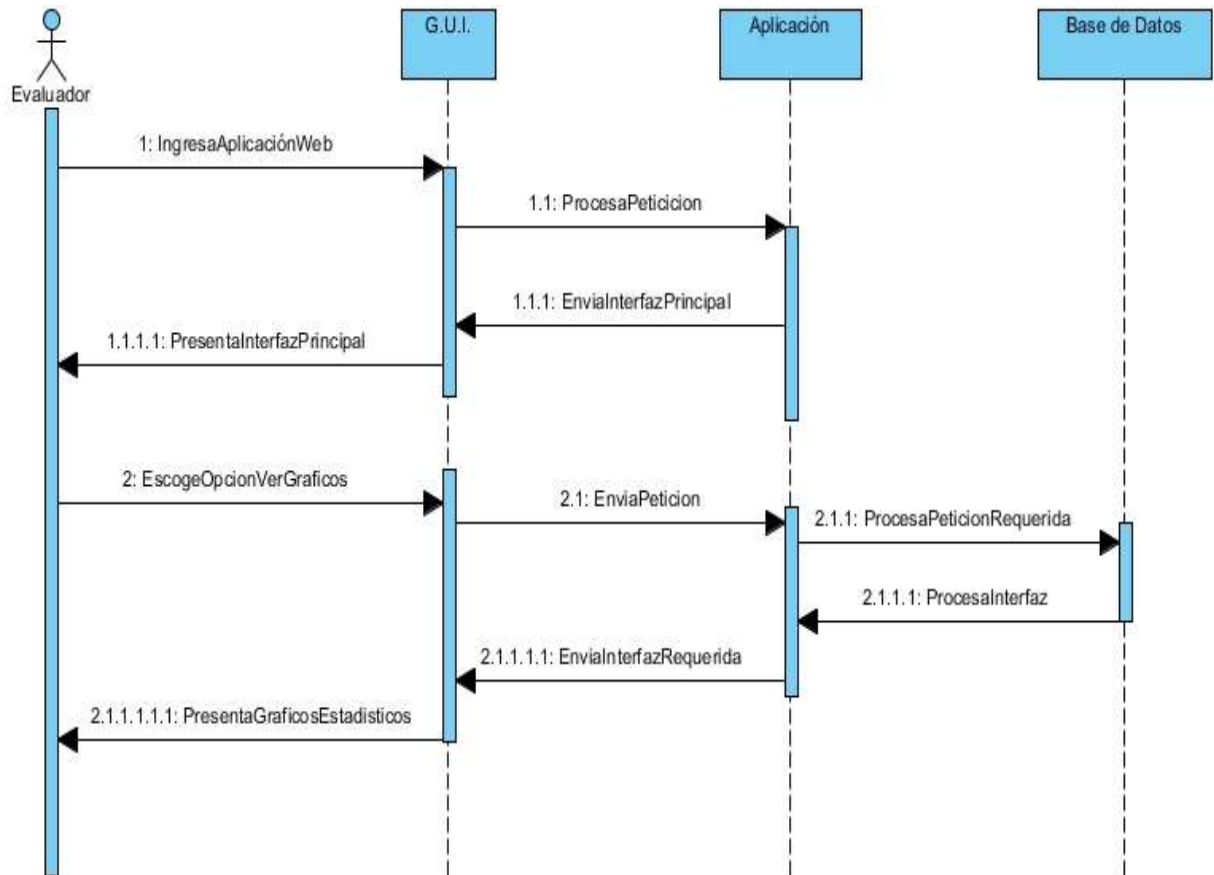 G.U.I.
Aplicación
Base de Datos
Evaluador
1: IngresaAplicaciónWeb
1.1: ProcesaPeticicion
1.1.1: EnviaInterfazPrincipal
1.1.1.1: PresentaInterfazPrincipal
2: EscogeOpcionVerGraficos
2.1: EnviaPeticion
2.1.1: ProcesaPeticionRequerida
2.1.1.1: ProcesaInterfaz
2.1.1.1.1: EnviaInterfazRequerida
2.1.1.1.1.1: PresentaGraficosEstadisticos